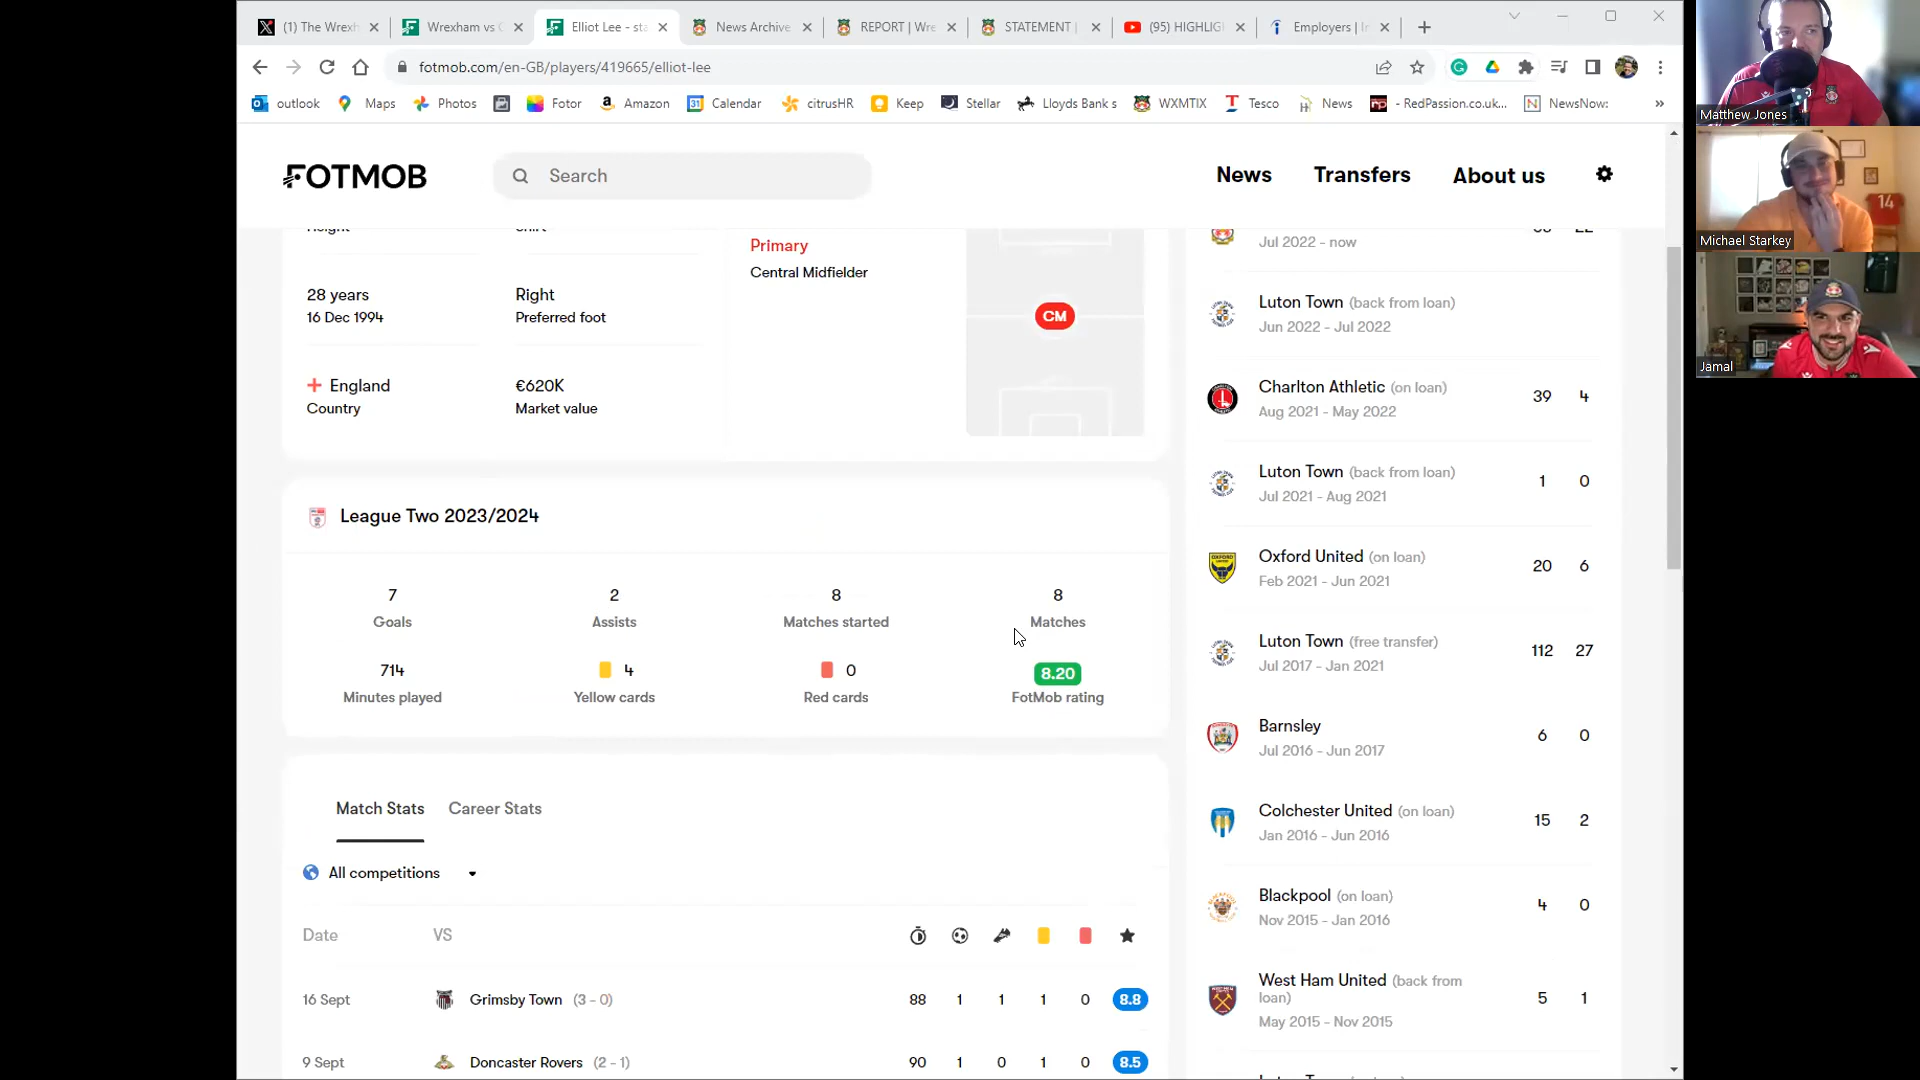 (1) The Wrexh
Wrexham vs
Elliot Lee - sta
News Archive
REPORT | Wre
STATEMENT |
(95) HIGHLIG
Employers | In
fotmob.com/en-GB/players/419665/elliot-lee
outlook
Maps
Photos
Fotor
Amazon
Calendar
citrusHR
Keep
Stellar
Lloyds Bank s
WXMTIX
Tesco
News
- RedPassion.co.uk...
NewsNow:
FOTMOB
Search
News
Transfers
About us
Height
Shirt
28 years
16 Dec 1994
Right
Preferred foot
England
Country
€620K
Market value
Primary
Central Midfielder
CM
League Two 2023/2024
7
Goals
2
Assists
8
Matches started
8
Matches
714
Minutes played
4
Yellow cards
0
Red cards
8.20
FotMob rating
Match Stats
Career Stats
All competitions
Date VS
16 Sept Grimsby Town (3 - 0) 88 1 1 1 0 8.8
9 Sept Doncaster Rovers (2 - 1) 90 1 0 1 0 8.5
Jul 2022 - now
Luton Town (back from loan)
Jun 2022 - Jul 2022
Charlton Athletic (on loan) 39 4
Aug 2021 - May 2022
Luton Town (back from loan) 1 0
Jul 2021 - Aug 2021
Oxford United (on loan) 20 6
Feb 2021 - Jun 2021
Luton Town (free transfer) 112 27
Jul 2017 - Jan 2021
Barnsley 6 0
Jul 2016 - Jun 2017
Colchester United (on loan) 15 2
Jan 2016 - Jun 2016
Blackpool (on loan) 4 0
Nov 2015 - Jan 2016
West Ham United (back from
loan) 5 1
May 2015 - Nov 2015
Matthew Jones
Michael Starkey
14
Jamal